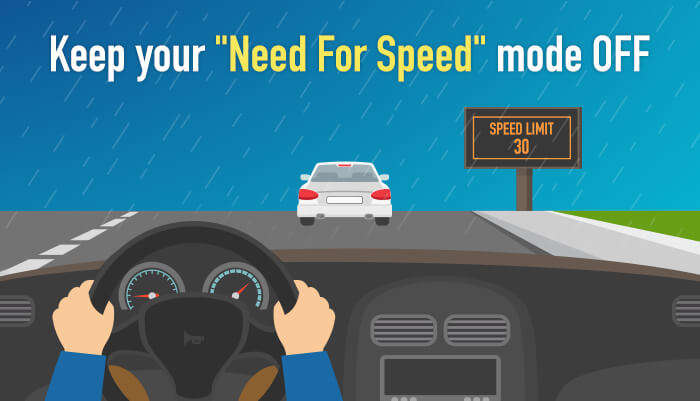 Keep your "Need For Speed" mode OFF
SPEED LIMIT
30